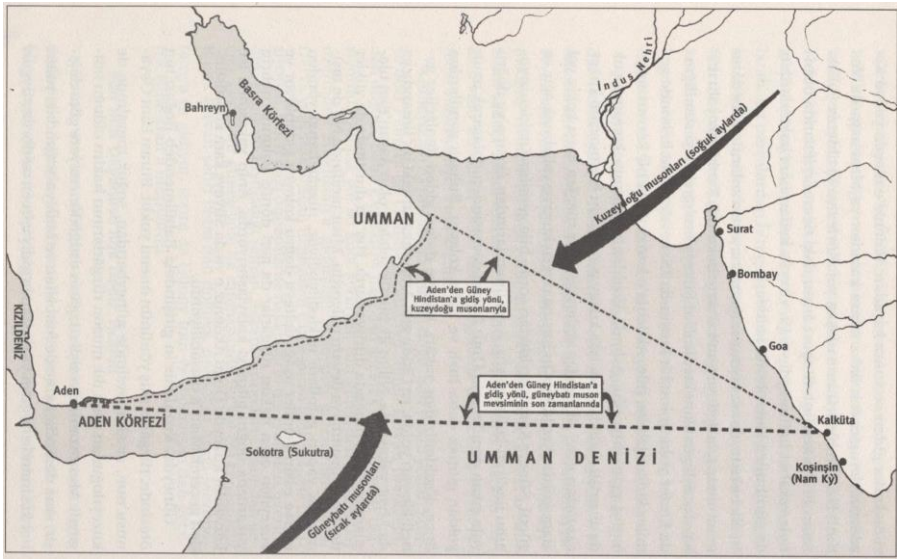 İndus Nehri
Basra Körfezi
Bahreyn
Kuzeydoğu musonları (soğuk aylarda)
UMMAN
Surat
Bombay
Aden'den Güney
Hindistan'a gidiş yönü,
kuzeydoğu musonlarıyla
KIZILDENİZ
Goa
Aden
Aden'den Güney Hindistan'a
gidiş yönü, güneybatı muson
mevsiminin son zamanlarında
ADEN KÖRFEZİ
Kalküta
Sokotra (Sukutra)
UMMAN DENİZİ
Koşinşin
(Nam Kỳ)
Güneybatı musonları
(sıcak aylarda)